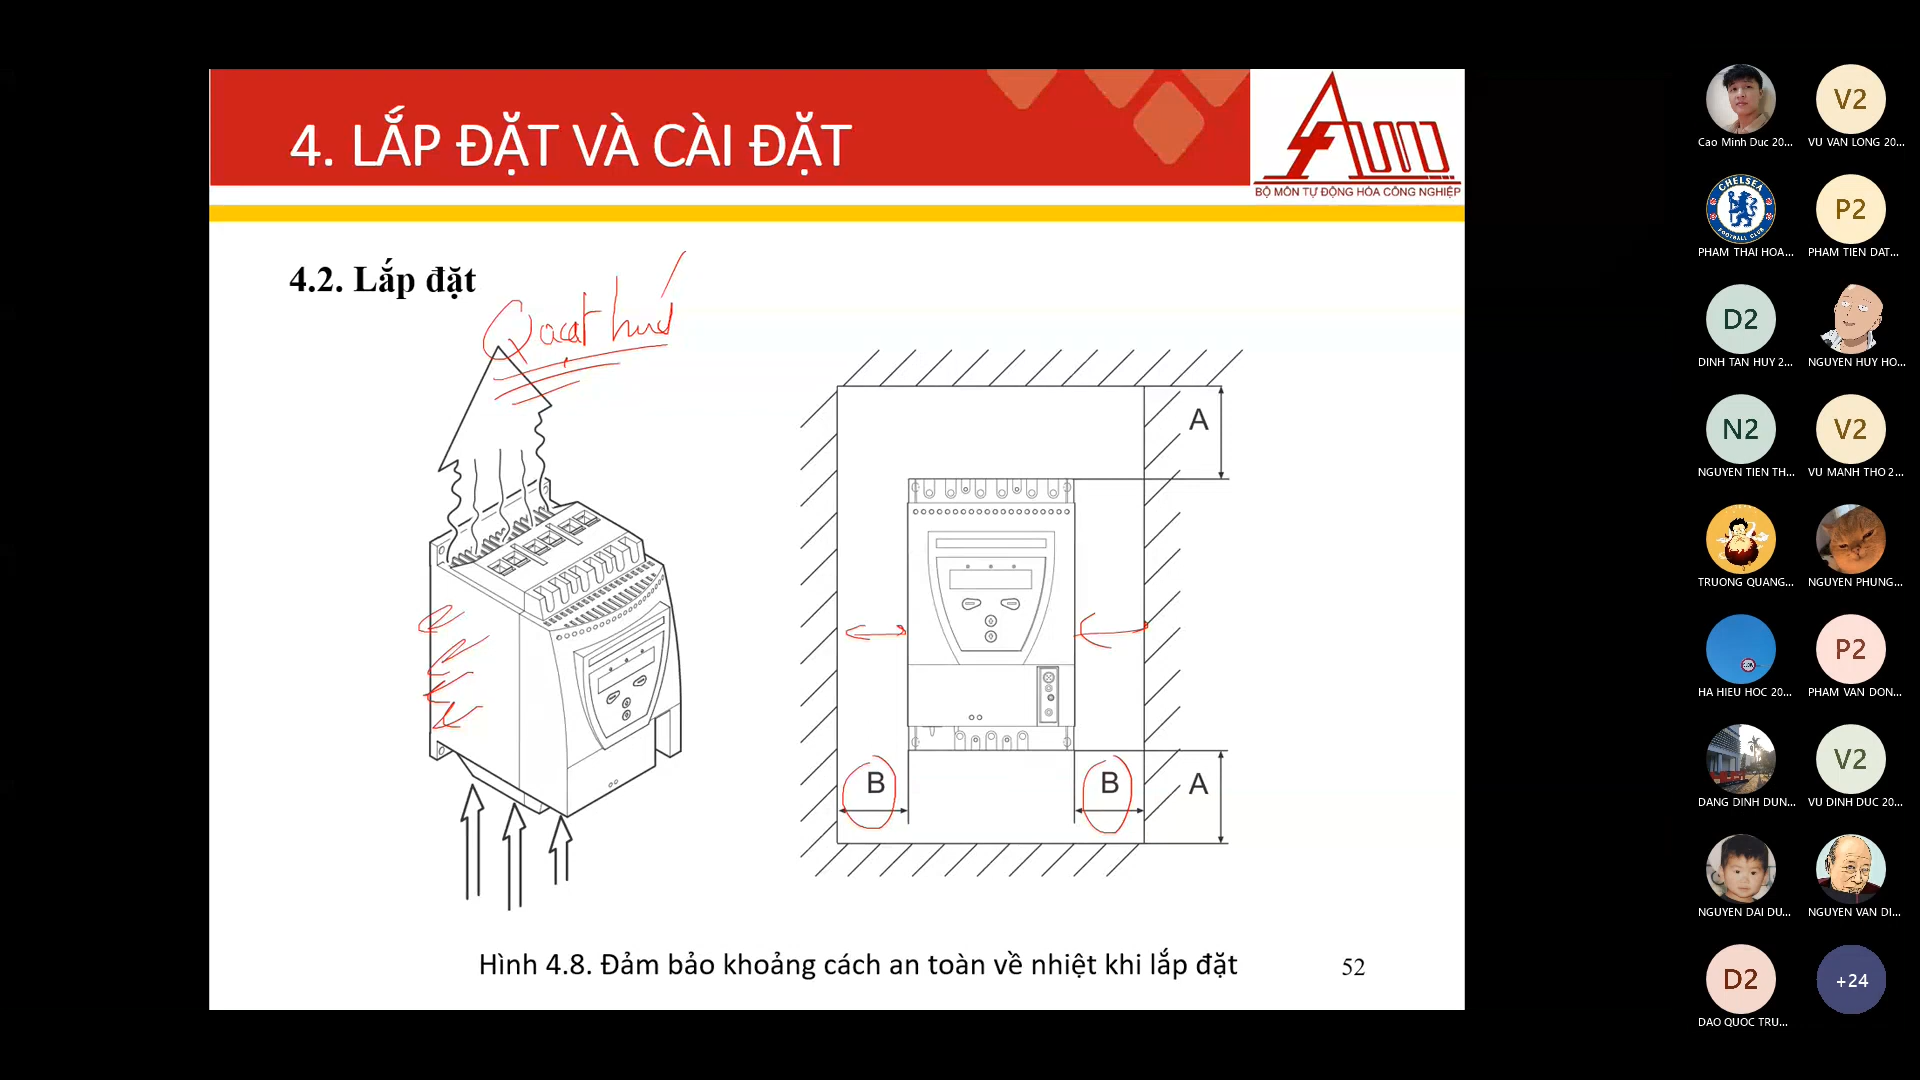 4. LẮP ĐẶT VÀ CÀI ĐẶT
BỘ MÔN TỰ ĐỘNG HÓA CÔNG NGHIỆP
4.2. Lắp đặt
Quạt hút
A
B
B
A
Hình 4.8. Đảm bảo khoảng cách an toàn về nhiệt khi lắp đặt
52
Cao Minh Duc 20...
V2
VU VAN LONG 20...
CHELSEA
FOOTBALL CLUB
PHAM THAI HOA...
P2
PHAM TIEN DAT...
D2
DINH TAN HUY 2...
NGUYEN HUY HO...
N2
NGUYEN TIEN TH...
V2
VU MANH THO 2...
TRUONG QUANG...
NGUYEN PHUNG...
HA HIEU HOC 20...
P2
PHAM VAN DON...
DANG DINH DUN...
V2
VU DINH DUC 20...
NGUYEN DAI DU...
NGUYEN VAN DI...
D2
DAO QUOC TRU...
+24